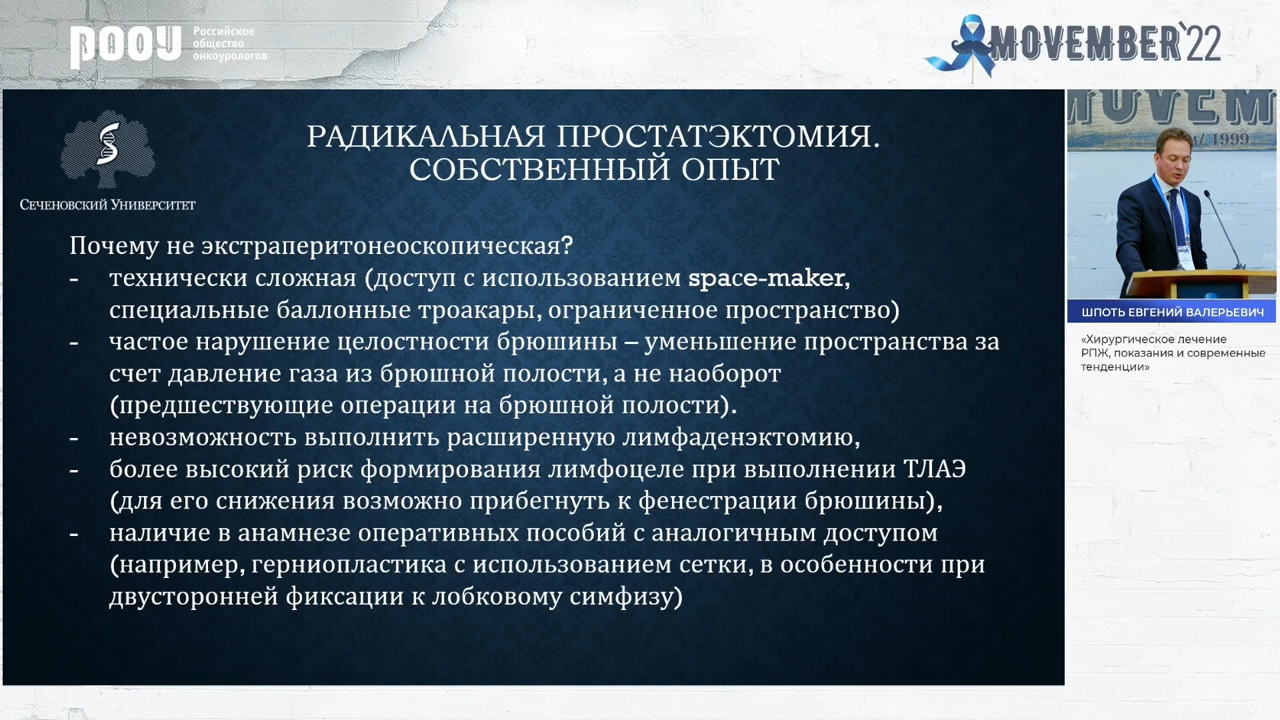 РООУ
Российское
общество
онкоурологов
MOVEMBER'22
Сеченовский Университет
РАДИКАЛЬНАЯ ПРОСТАТЭКТОМИЯ.
СОБСТВЕННЫЙ ОПЫТ
Почему не экстраперитонеоскопическая?
- технически сложная (доступ с использованием space-maker,
специальные баллонные троакары, ограниченное пространство)
- частое нарушение целостности брюшины – уменьшение пространства за
счет давление газа из брюшной полости, а не наоборот
(предшествующие операции на брюшной полости).
- невозможность выполнить расширенную лимфаденэктомию,
- более высокий риск формирования лимфоцеле при выполнении ТЛАЭ
(для его снижения возможно прибегнуть к фенестрации брюшины),
- наличие в анамнезе оперативных пособий с аналогичным доступом
(например, герниопластика с использованием сетки, в особенности при
двусторонней фиксации к лобковому симфизу)
MOVEM
1999
ШПОТЬ ЕВГЕНИЙ ВАЛЕРЬЕВИЧ
«Хирургическое лечение
РПЖ, показания и современные
тенденции»